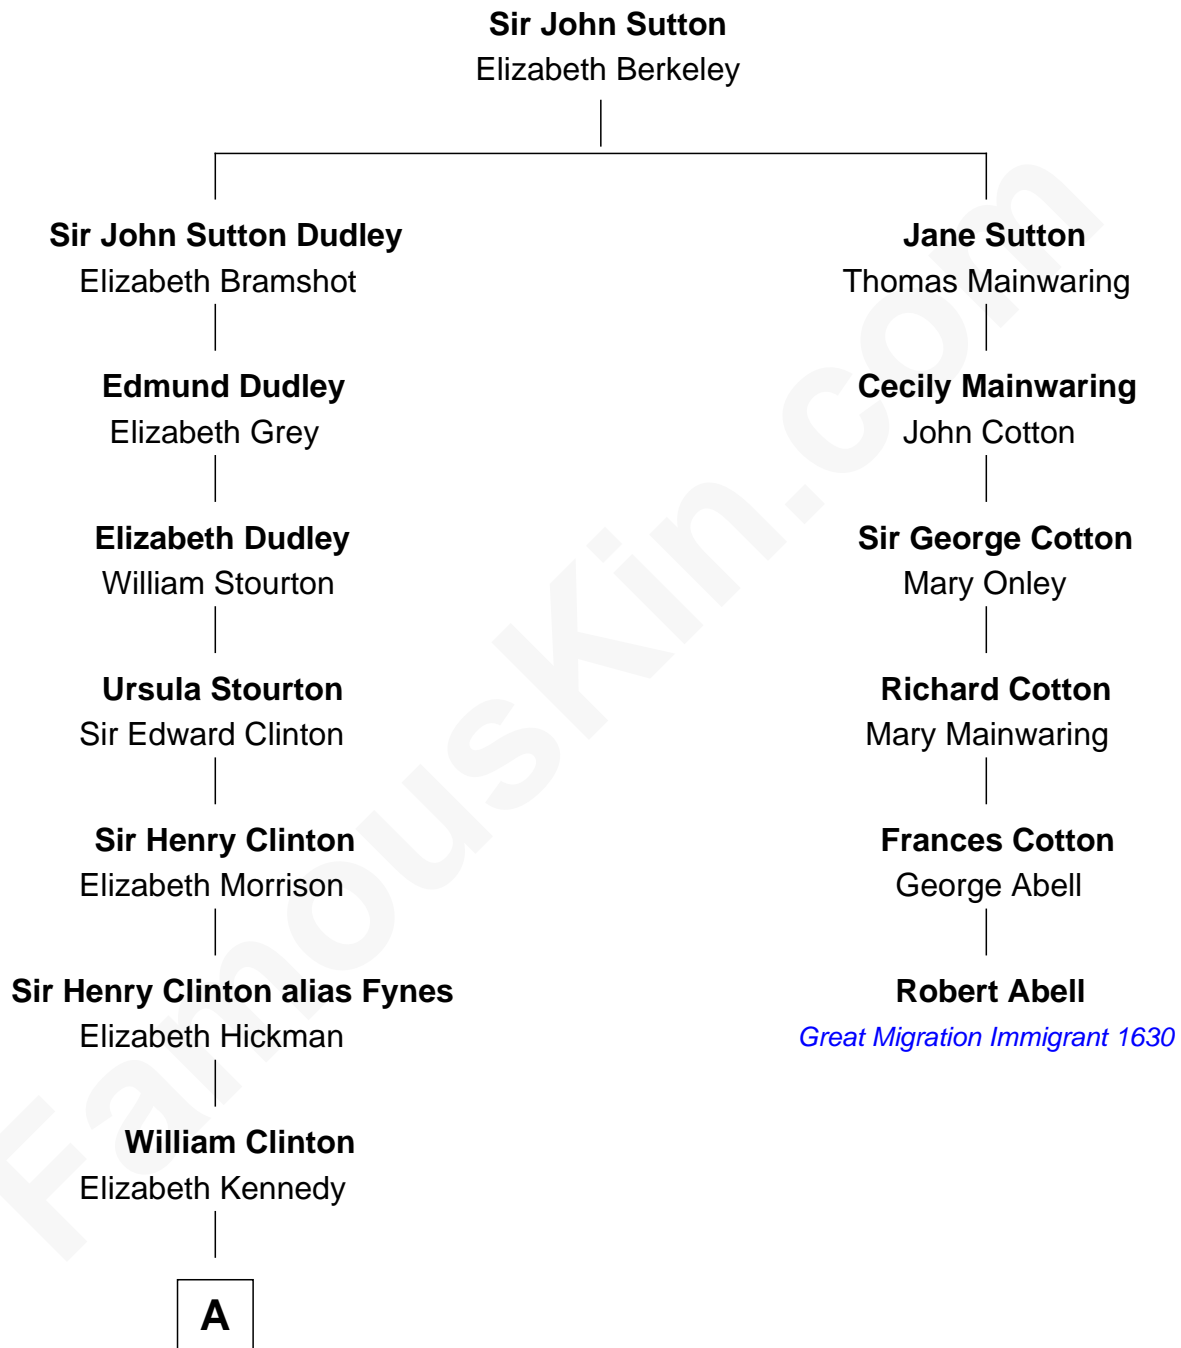 Sir John Sutton
Elizabeth Berkeley
Sir John Sutton Dudley
Elizabeth Bramshot
Edmund Dudley
Elizabeth Grey
Elizabeth Dudley
William Stourton
Ursula Stourton
Sir Edward Clinton
Sir Henry Clinton
Elizabeth Morrison
Sir Henry Clinton alias Fynes
Elizabeth Hickman
William Clinton
Elizabeth Kennedy
A
Jane Sutton
Thomas Mainwaring
Cecily Mainwaring
John Cotton
Sir George Cotton
Mary Onley
Richard Cotton
Mary Mainwaring
Frances Cotton
George Abell
Robert Abell
Great Migration Immigrant 1630
FamousKin.com